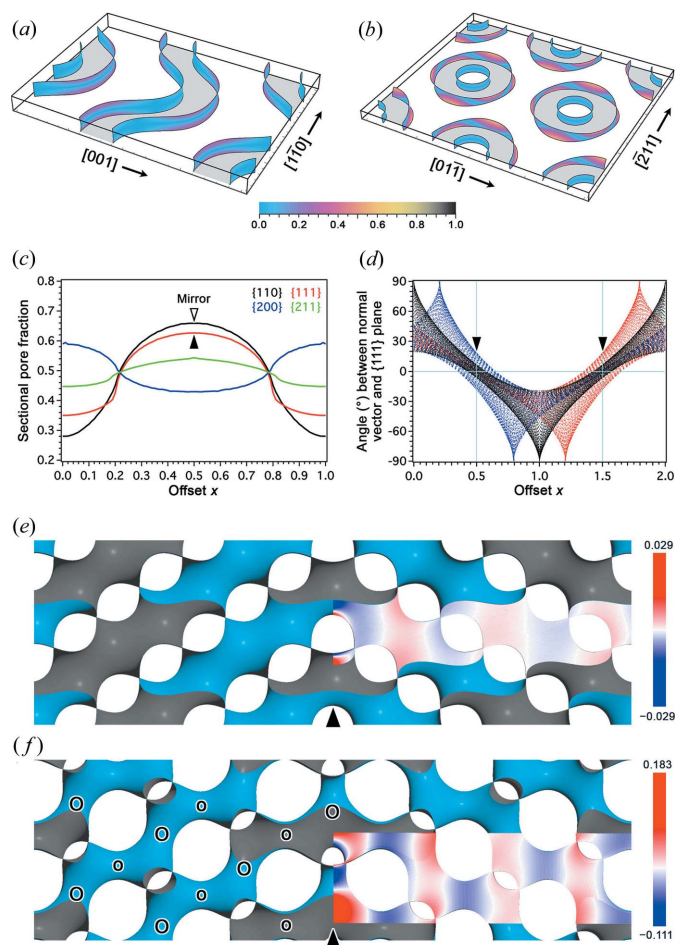 (a)
(b)
[001]
[11̅0]
[011̅]
[2̅11]
0.0 0.2 0.4 0.6 0.8 1.0
(c)
(d)
0.8
0.7
0.6
0.5
0.4
0.3
0.2
Sectional pore fraction
Mirror
{110} {111}
{200} {211}
0.0 0.1 0.2 0.3 0.4 0.5 0.6 0.7 0.8 0.9 1.0
Offset x
90
60
30
0
-30
-60
-90
Angle (°) between normal
vector and {111} plane
0.0 0.5 1.0 1.5 2.0
Offset x
(e)
0.029
−0.029
(f)
0.183
−0.111
O O O O O O O
O O O O